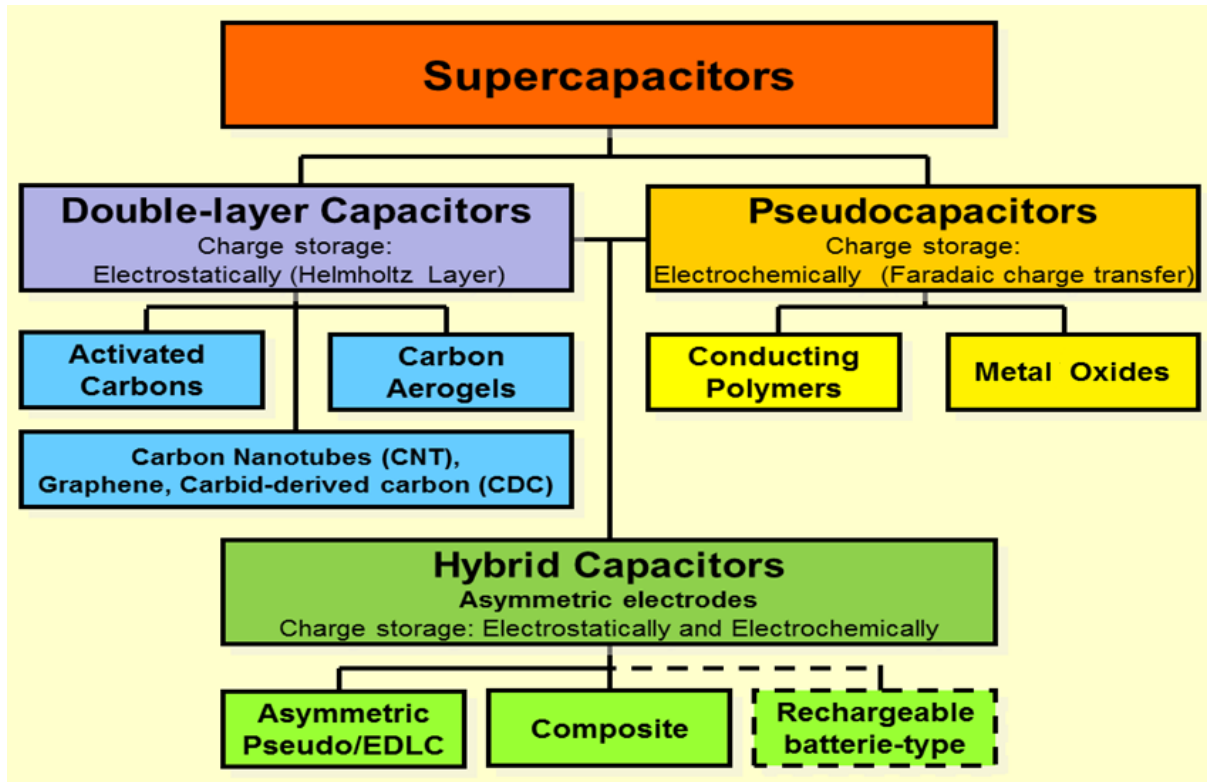 Supercapacitors
Double-layer Capacitors
Charge storage:
Electrostatically (Helmholtz Layer)
Pseudocapacitors
Charge storage:
Electrochemically (Faradaic charge transfer)
Activated
Carbons
Carbon
Aerogels
Conducting
Polymers
Metal Oxides
Carbon Nanotubes (CNT),
Graphene, Carbid-derived carbon (CDC)
Hybrid Capacitors
Asymmetric electrodes
Charge storage: Electrostatically and Electrochemically
Asymmetric
Pseudo/EDLC
Composite
Rechargeable
batterie-type